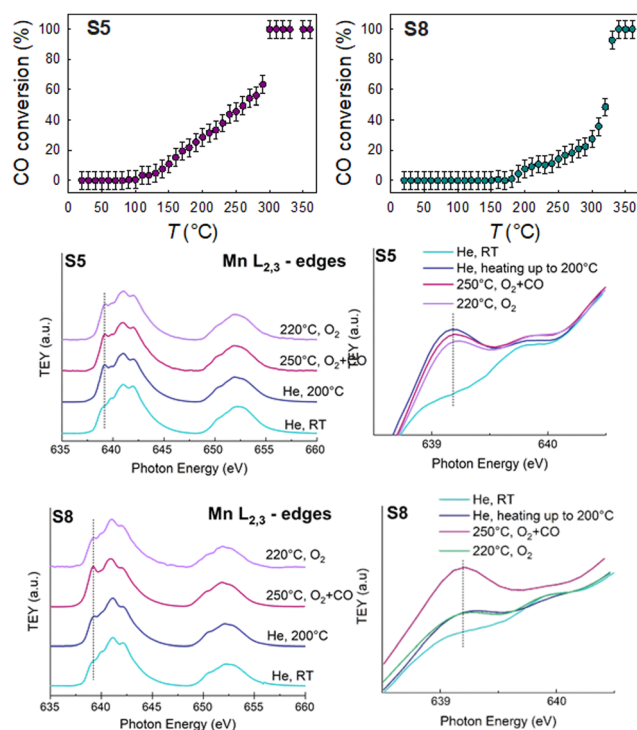 S5
CO conversion (%)
100
80
60
40
20
0
0 50 100 150 200 250 300 350
T (°C)
S8
CO conversion (%)
100
80
60
40
20
0
0 50 100 150 200 250 300 350
T (°C)
S5
Mn L2,3 - edges
TEY (a.u.)
220°C, O2
250°C, O2+CO
He, 200°C
He, RT
635 640 645 650 655 660
Photon Energy (eV)
S5
He, RT
He, heating up to 200°C
250°C, O2+CO
220°C, O2
TEY (a.u.)
639 640
Photon Energy (eV)
S8
Mn L2,3 - edges
TEY (a.u.)
220°C, O2
250°C, O2+CO
He, 200°C
He, RT
635 640 645 650 655 660
Photon Energy (eV)
S8
He, RT
He, heating up to 200°C
250°C, O2+CO
220°C, O2
TEY (a.u.)
639 640
Photon Energy (eV)